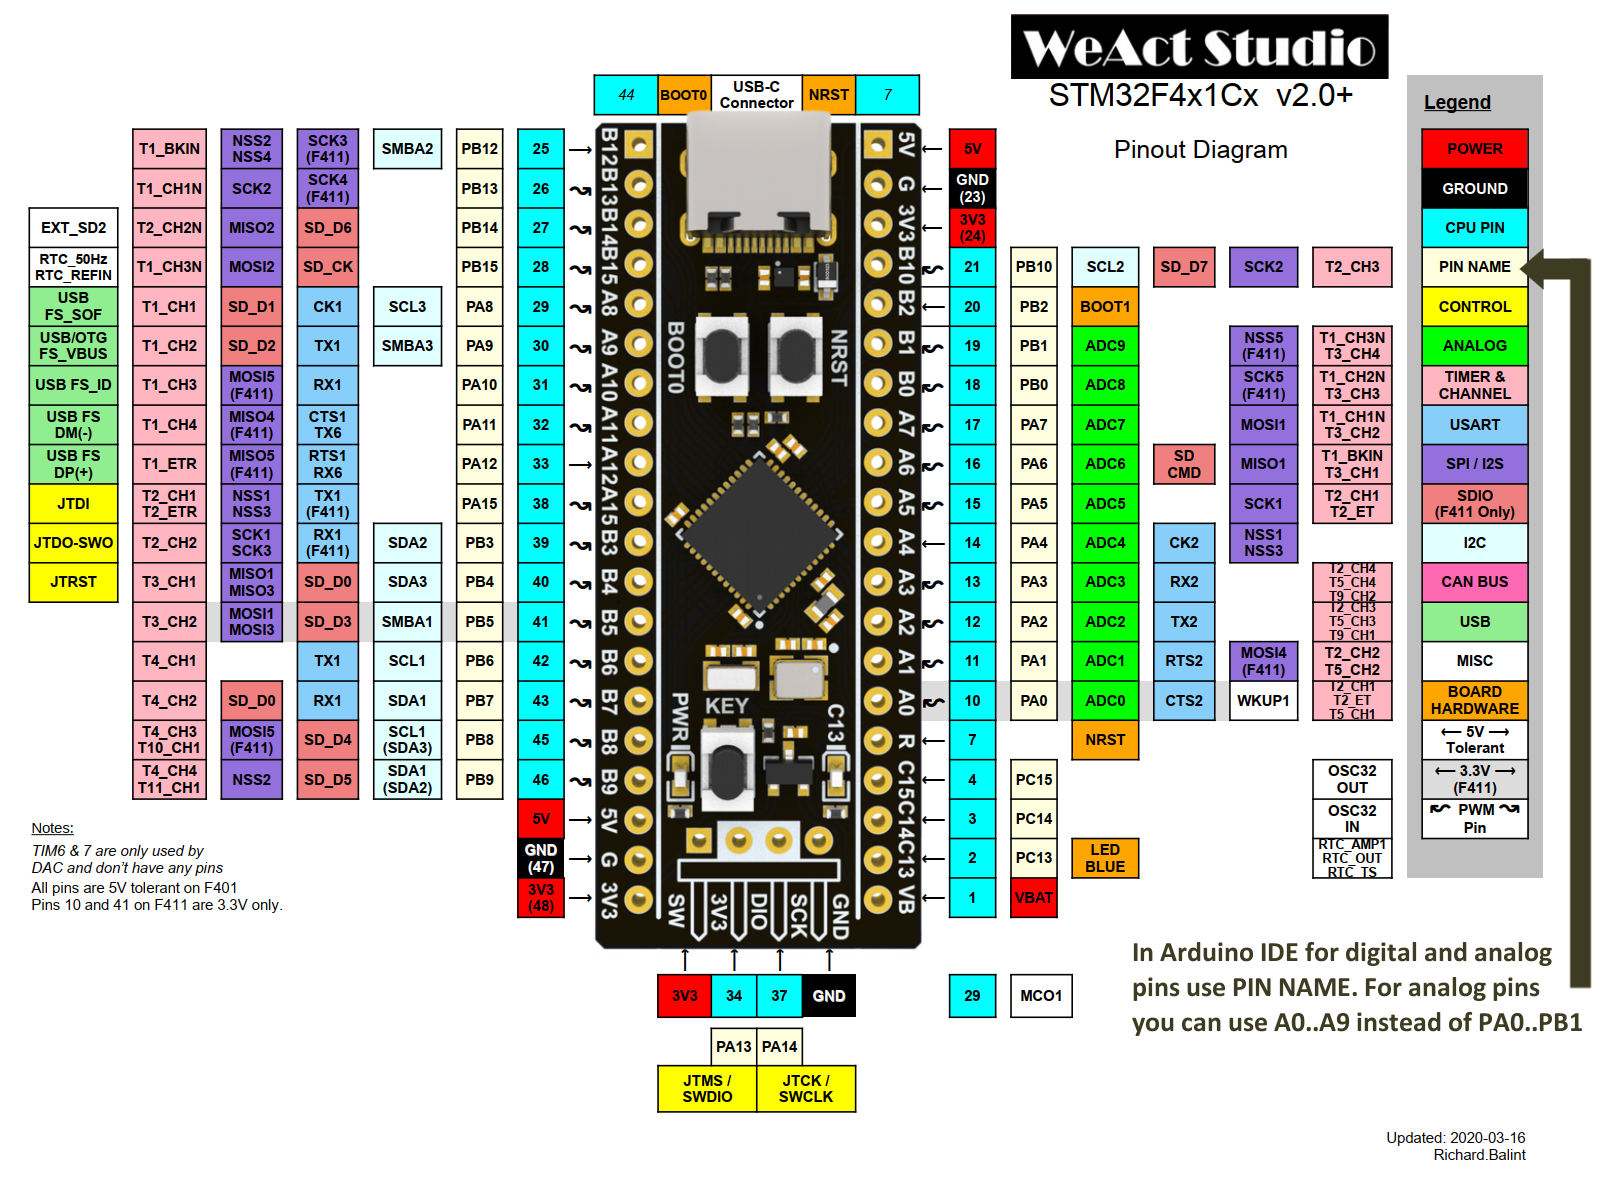 WeAct Studio
STM32F4x1Cx v2.0+
Pinout Diagram
44
BOOT0
USB-C
Connector
NRST
7
T1_BKIN
NSS2
NSS4
SCK3
(F411)
SMBA2
PB12
25
T1_CH1N
SCK2
SCK4
(F411)
PB13
26
EXT_SD2
T2_CH2N
MISO2
SD_D6
PB14
27
RTC_50Hz
RTC_REFIN
T1_CH3N
MOSI2
SD_CK
PB15
28
USB
FS_SOF
T1_CH1
SD_D1
CK1
SCL3
PA8
29
USB/OTG
FS_VBUS
T1_CH2
SD_D2
TX1
SMBA3
PA9
30
USB FS_ID
T1_CH3
MOSI5
(F411)
RX1
PA10
31
USB FS
DM(-)
T1_CH4
MISO4
(F411)
CTS1
TX6
PA11
32
USB FS
DP(+)
T1_ETR
MISO5
(F411)
RTS1
RX6
PA12
33
JTDI
T2_CH1
T2_ETR
NSS1
NSS3
TX1
(F411)
PA15
38
JTDO-SWO
T2_CH2
SCK1
SCK3
RX1
(F411)
SDA2
PB3
39
JTRST
T3_CH1
MISO1
MISO3
SD_D0
SDA3
PB4
40
T3_CH2
MOSI1
MOSI3
SD_D3
SMBA1
PB5
41
T4_CH1
TX1
SCL1
PB6
42
T4_CH2
SD_D0
RX1
SDA1
PB7
43
T4_CH3
T10_CH1
MOSI5
(F411)
SD_D4
SCL1
(SDA3)
PB8
45
T4_CH4
T11_CH1
NSS2
SD_D5
SDA1
(SDA2)
PB9
46
5V
GND
(47)
3V3
(48)
Notes:
TIM6 & 7 are only used by
DAC and don't have any pins
All pins are 5V tolerant on F401
Pins 10 and 41 on F411 are 3.3V only.
B12
B13
B14
B15
A8
A9
A10
A11
A12
A15
B3
B4
B5
B6
B7
B8
B9
5V
G
3V3
BOOT0
NRST
PWR
KEY
C13
SW
3V3
DIO
SCK
GND
5V
G
3V3
B10
B2
B1
B0
A7
A6
A5
A4
A3
A2
A1
A0
R
C15
C14
C13
VB
5V
GND
(23)
3V3
(24)
21
PB10
SCL2
SD_D7
SCK2
T2_CH3
20
PB2
BOOT1
19
PB1
ADC9
NSS5
(F411)
T1_CH3N
T3_CH4
18
PB0
ADC8
SCK5
(F411)
T1_CH2N
T3_CH3
17
PA7
ADC7
MOSI1
T1_CH1N
T3_CH2
16
PA6
ADC6
SD
CMD
MISO1
T1_BKIN
T3_CH1
15
PA5
ADC5
SCK1
T2_CH1
T2_ET
14
PA4
ADC4
CK2
NSS1
NSS3
13
PA3
ADC3
RX2
T2_CH4
T5_CH4
T9_CH2
12
PA2
ADC2
TX2
T2_CH3
T5_CH3
T9_CH1
11
PA1
ADC1
RTS2
MOSI4
(F411)
T2_CH2
T5_CH2
10
PA0
ADC0
CTS2
WKUP1
T2_CH1
T2_ET
T5_CH1
7
NRST
4
PC15
OSC32
OUT
3
PC14
OSC32
IN
2
PC13
LED
BLUE
RTC_AMP1
RTC_OUT
RTC_TS
1
VBAT
Legend
POWER
GROUND
CPU PIN
PIN NAME
CONTROL
ANALOG
TIMER &
CHANNEL
USART
SPI / I2S
SDIO
(F411 Only)
I2C
CAN BUS
USB
MISC
BOARD
HARDWARE
← 5V →
Tolerant
← 3.3V →
(F411)
PWM
Pin
3V3
34
37
GND
29
MCO1
PA13
PA14
JTMS /
SWDIO
JTCK /
SWCLK
In Arduino IDE for digital and analog
pins use PIN NAME. For analog pins
you can use A0..A9 instead of PA0..PB1
Updated: 2020-03-16
Richard.Balint